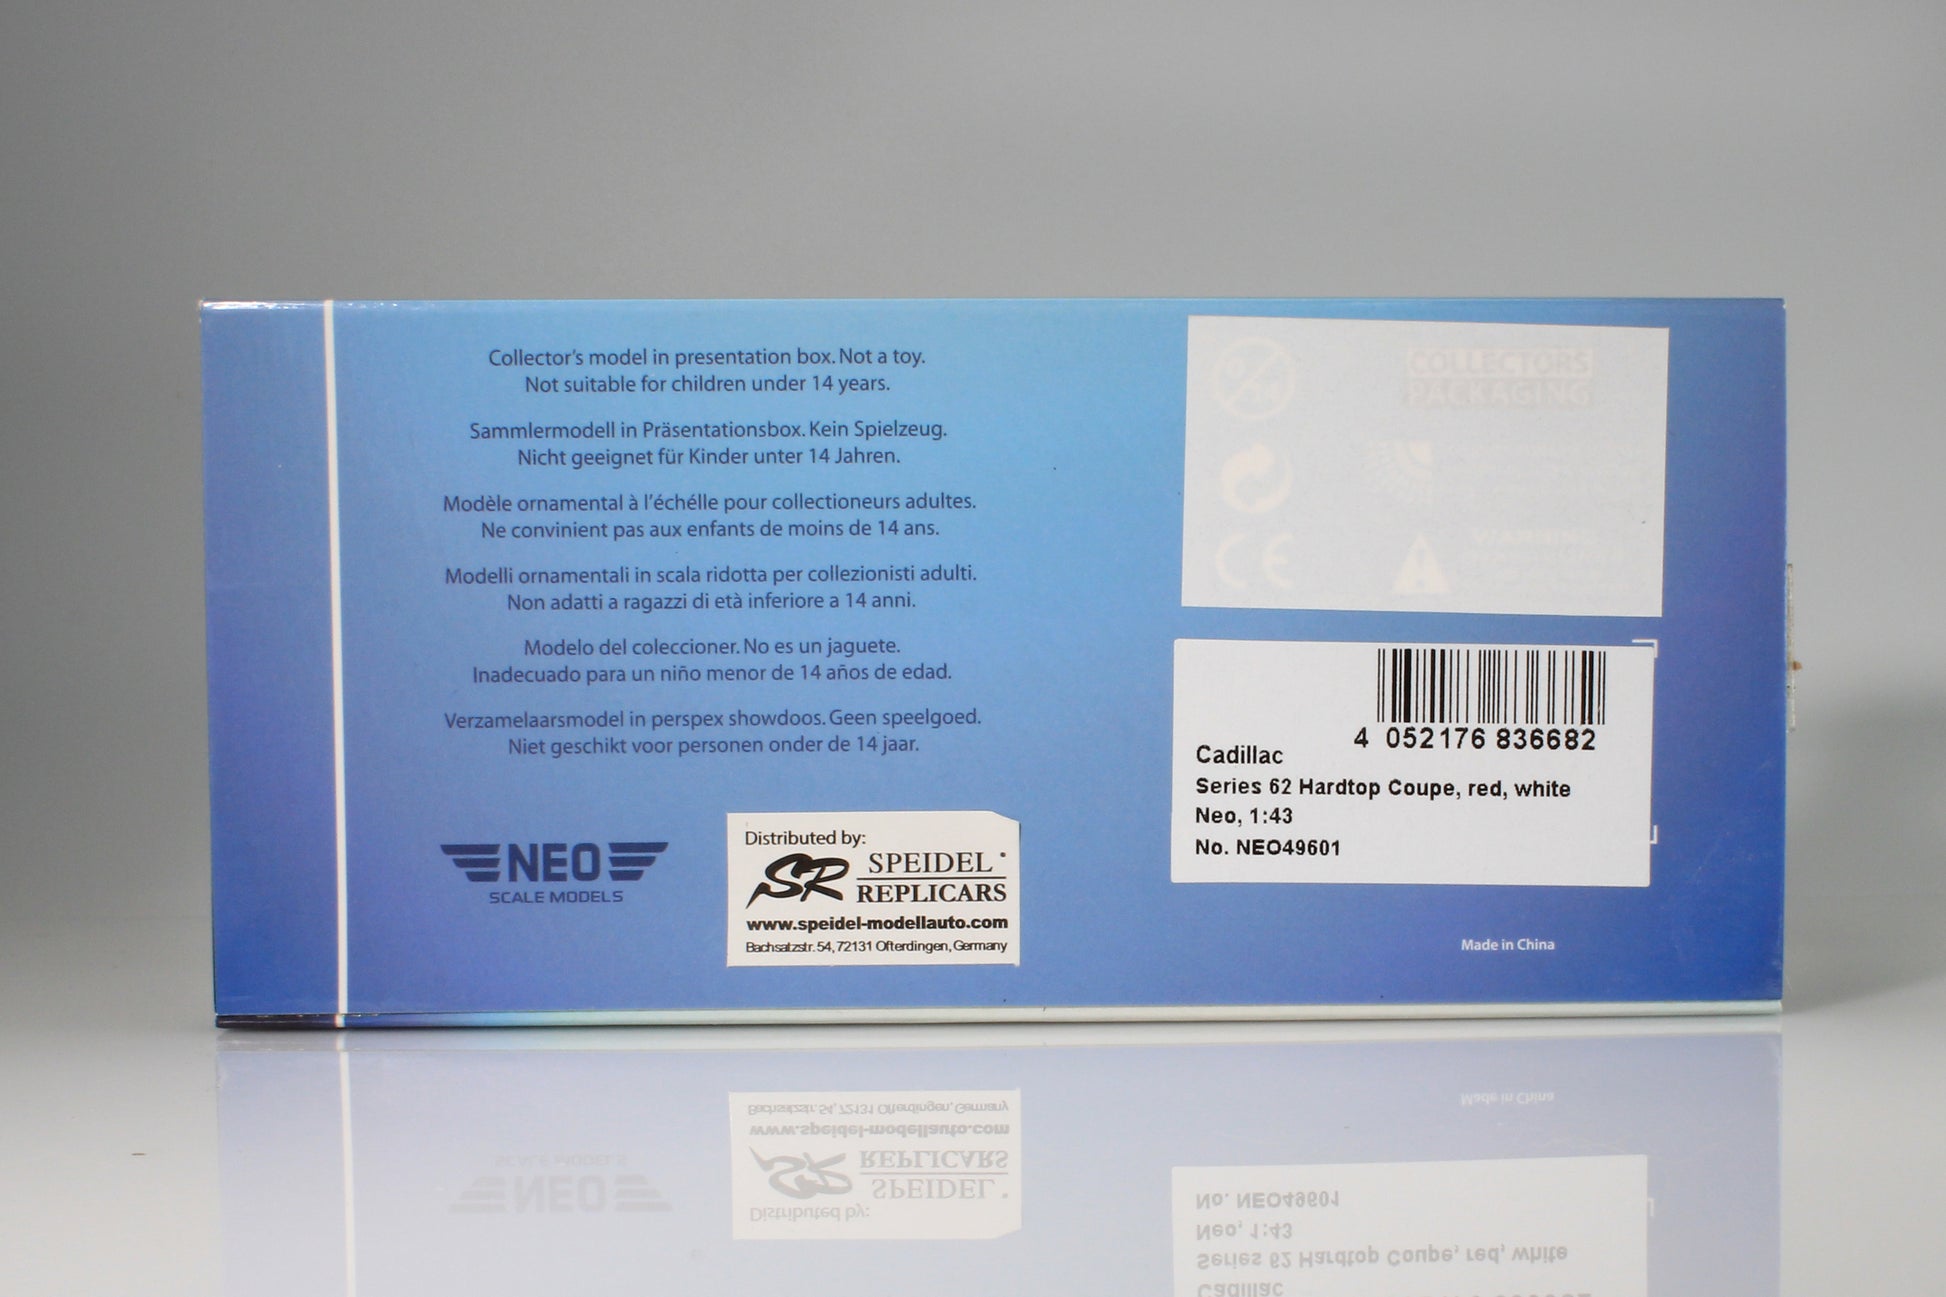 Collector's model in presentation box. Not a toy.
Not suitable for children under 14 years.
Sammlermodell in Präsentationsbox. Kein Spielzeug.
Nicht geeignet für Kinder unter 14 Jahren.
Modèle ornamental à l'échélle pour collectioneurs adultes.
Ne convinient pas aux enfants de moins de 14 ans.
Modelli ornamentali in scala ridotta per collezionisti adulti.
Non adatti a ragazzi di età inferiore a 14 anni.
Modelo del coleccioner. No es un jaguete.
Inadecuado para un niño menor de 14 años de edad.
Verzamelaarsmodel in perspex showdoos. Geen speelgoed.
Niet geschikt voor personen onder de 14 jaar.
NEO
SCALE MODELS
Distributed by:
SR SPEIDEL
REPLICARS
www.speidel-modellauto.com
Bachsatzstr. 54, 72131 Ofterdingen, Germany
COLLECTORS
PACKAGING
CE
4 052176 836682
Cadillac
Series 62 Hardtop Coupe, red, white
Neo, 1:43
No. NEO49601
Made in China